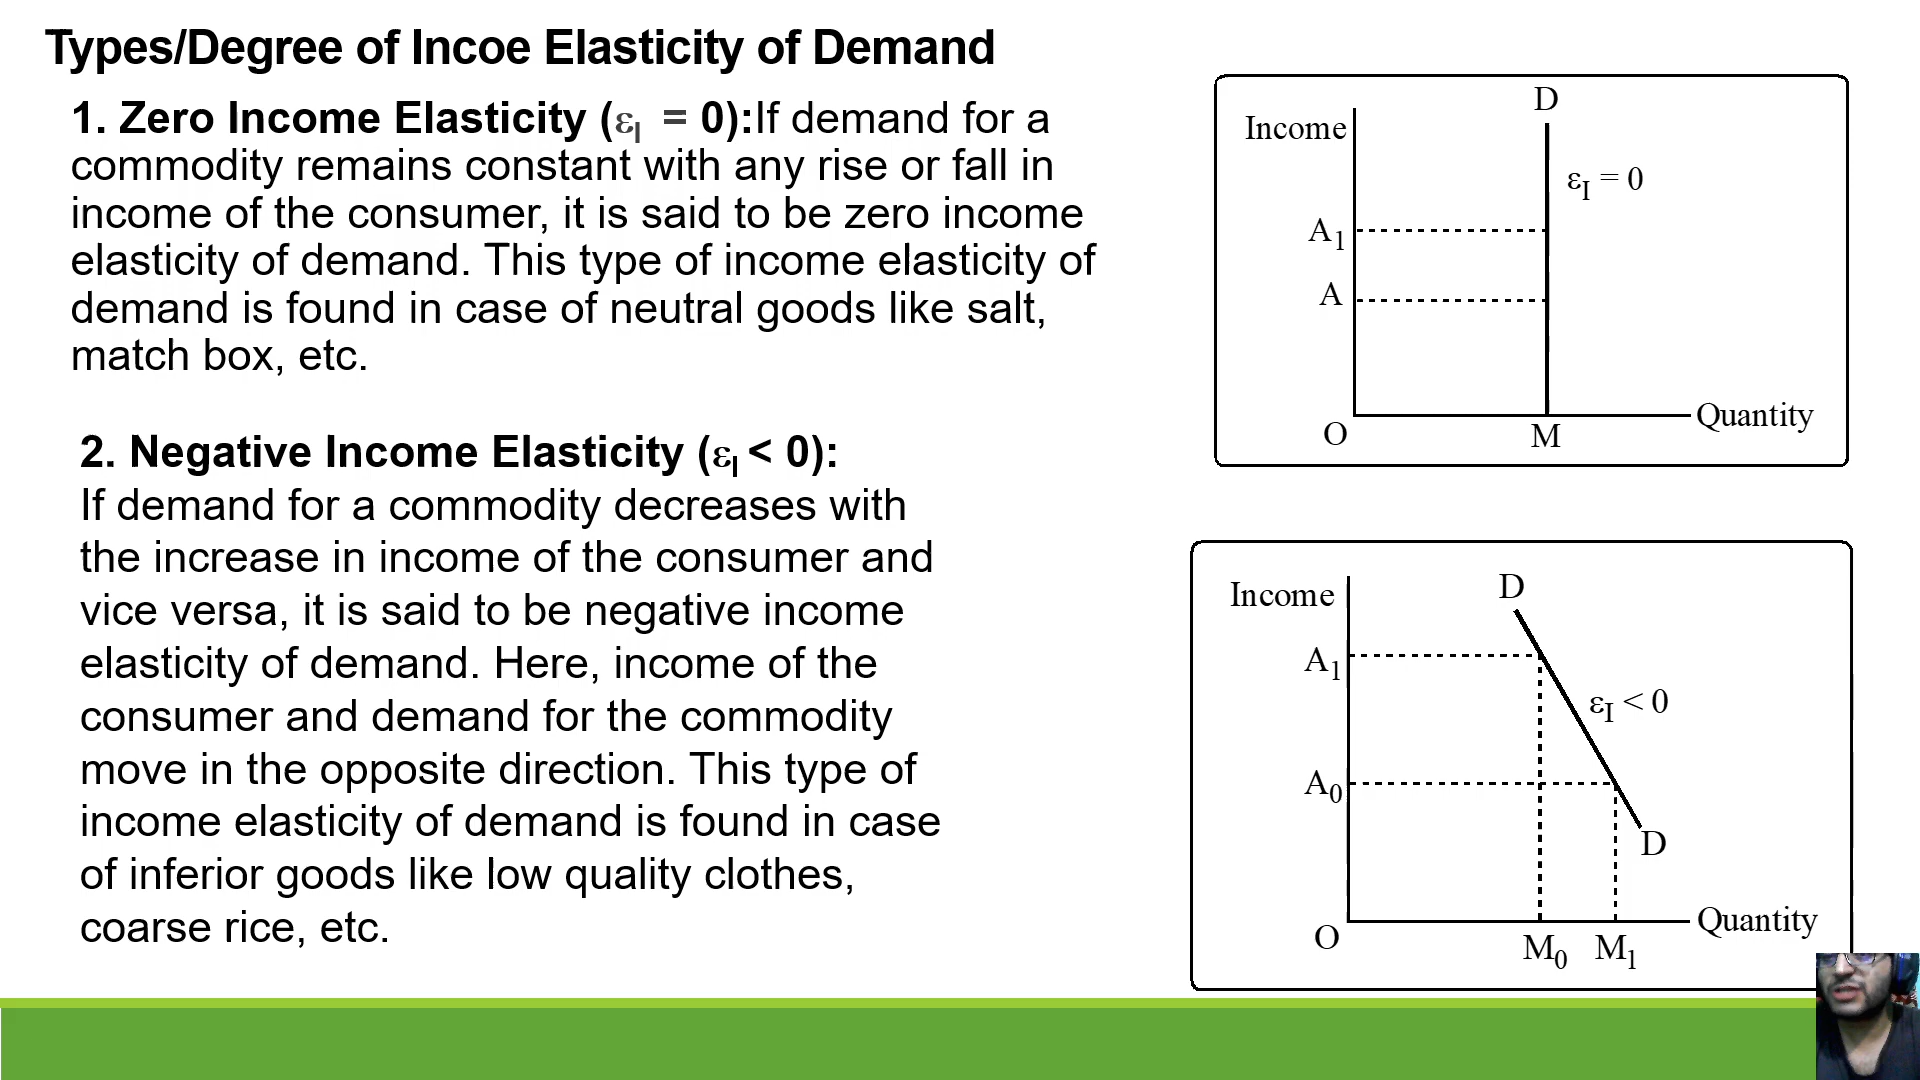 Types/Degree of Incoe Elasticity of Demand
1. Zero Income Elasticity (εI = 0):If demand for a
commodity remains constant with any rise or fall in
income of the consumer, it is said to be zero income
elasticity of demand. This type of income elasticity of
demand is found in case of neutral goods like salt,
match box, etc.
2. Negative Income Elasticity (εI < 0):
If demand for a commodity decreases with
the increase in income of the consumer and
vice versa, it is said to be negative income
elasticity of demand. Here, income of the
consumer and demand for the commodity
move in the opposite direction. This type of
income elasticity of demand is found in case
of inferior goods like low quality clothes,
coarse rice, etc.
D
Income
εI = 0
A1
A
O
M
Quantity
D
Income
A1
εI < 0
A0
D
O
M0
M1
Quantity